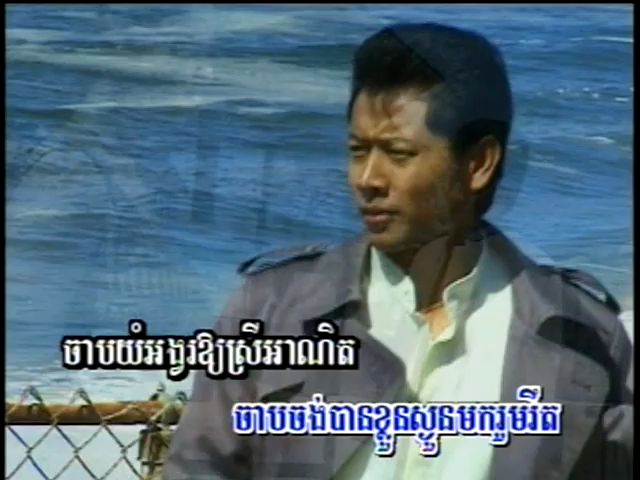 ចាបយំអង្វរឱ្យស្រីអាណិត
ចាបចង់បានខ្លួនស្ងួនមករួមរឹត